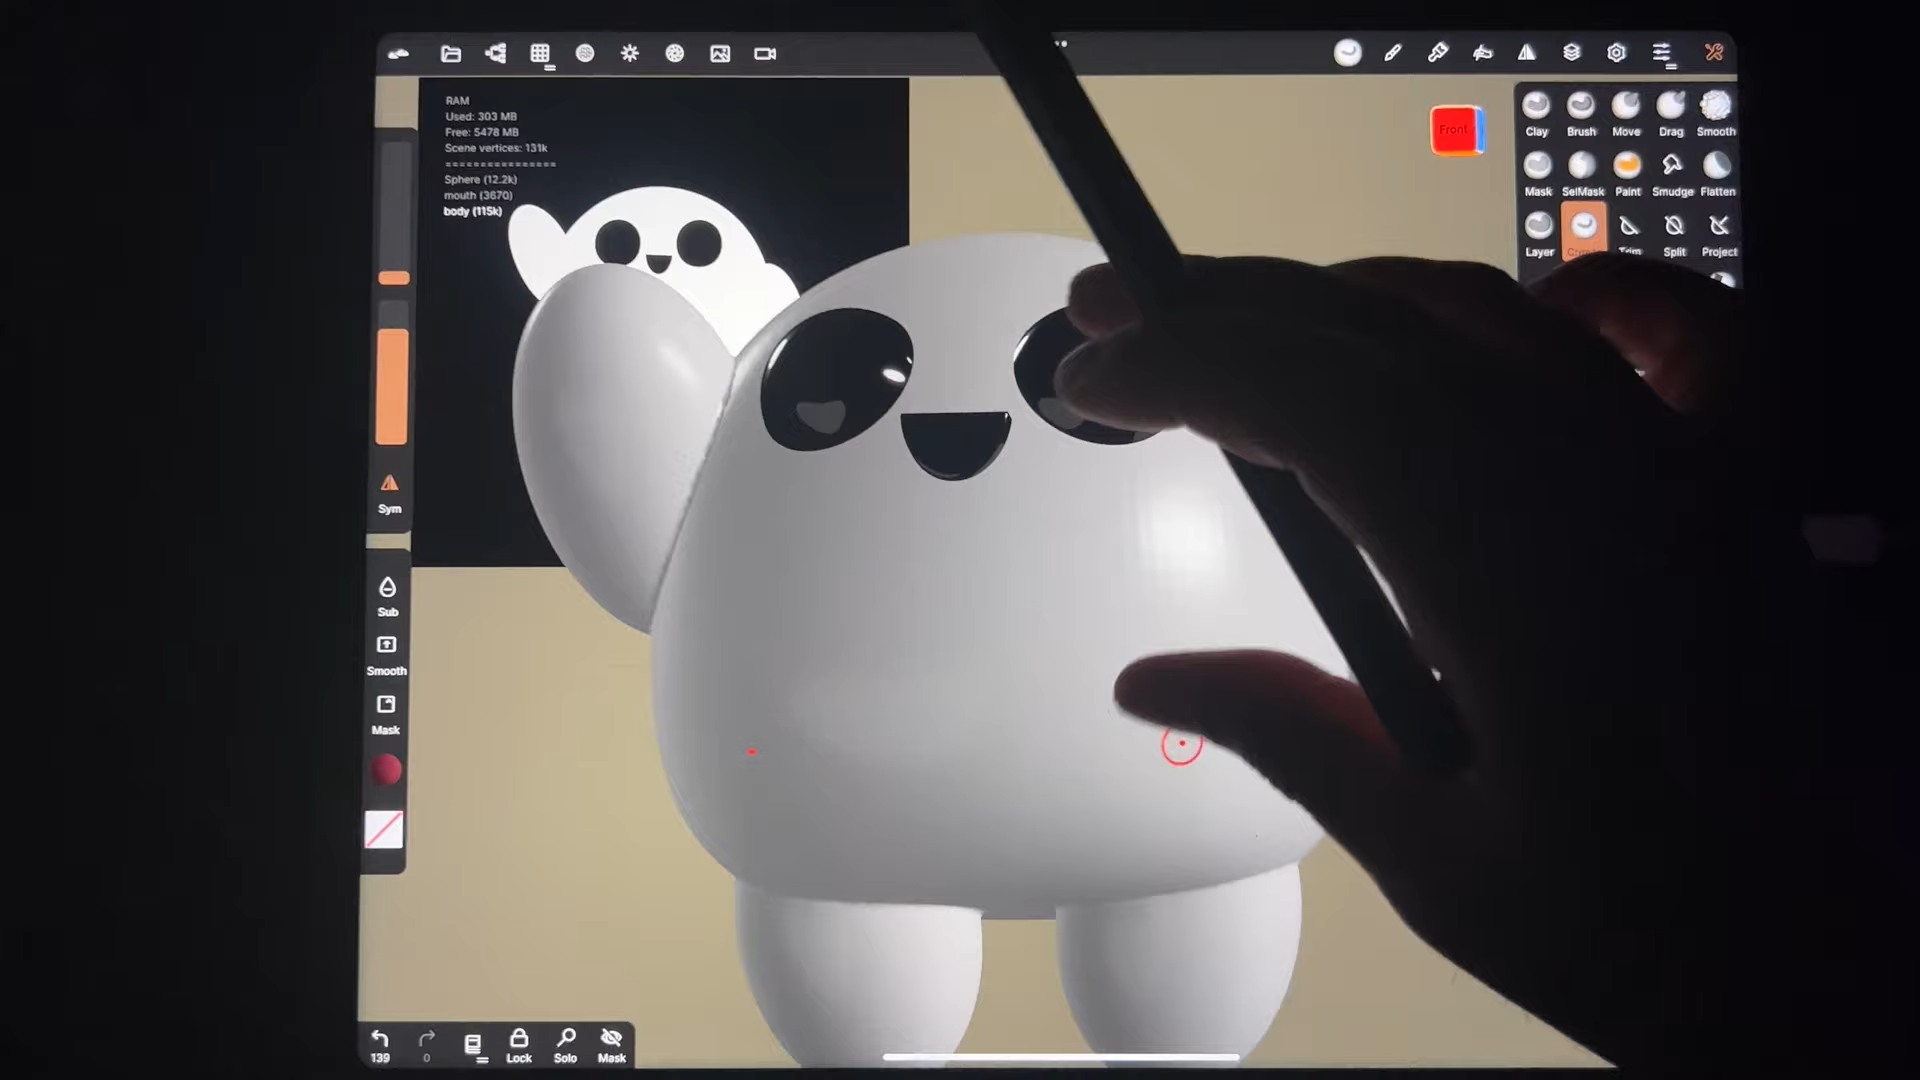 RAM
Used: 303 MB
Free: 5478 MB
Scene vertices: 131k
================
Sphere (12.2k)
mouth (3670)
body (115k)
Front
Clay Brush Move Drag Smooth
Mask SelMask Paint Smudge Flatten
Layer Trim Split Project
Sym
Sub
Smooth
Mask
139 0 Lock Solo Mask